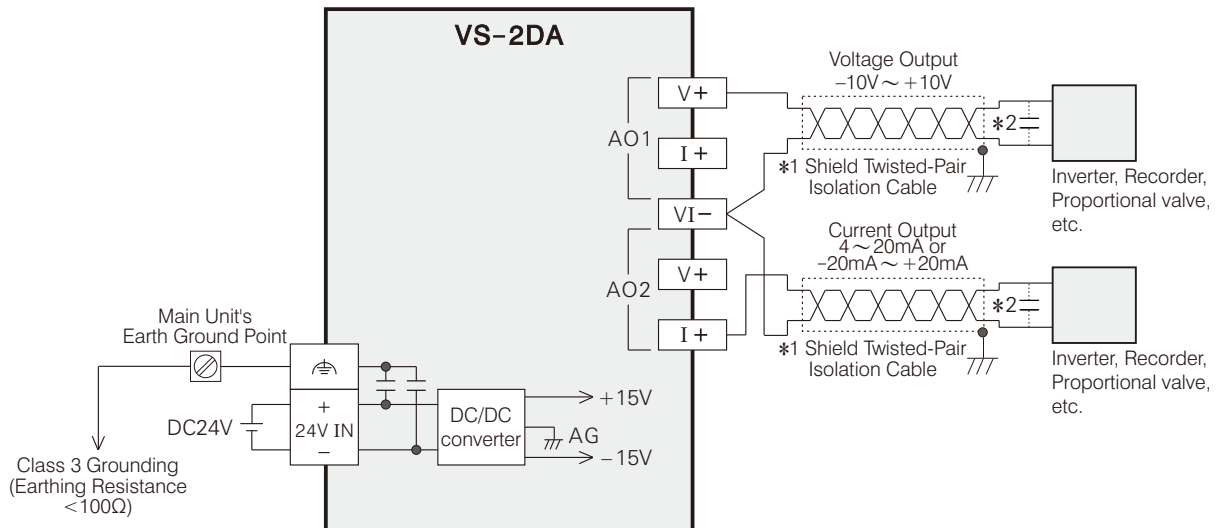 VS-2DA
Voltage Output
–10V～+10V
V+
AO1
I+
VI–
*1 Shield Twisted-Pair
Isolation Cable
*2
Inverter, Recorder,
Proportional valve,
etc.
Current Output
4～20mA or
–20mA～+20mA
AO2
V+
I+
*1 Shield Twisted-Pair
Isolation Cable
*2
Inverter, Recorder,
Proportional valve,
etc.
Main Unit's
Earth Ground Point
DC24V
+
24V IN
–
DC/DC
converter
+15V
AG
–15V
Class 3 Grounding
(Earthing Resistance
<100Ω)